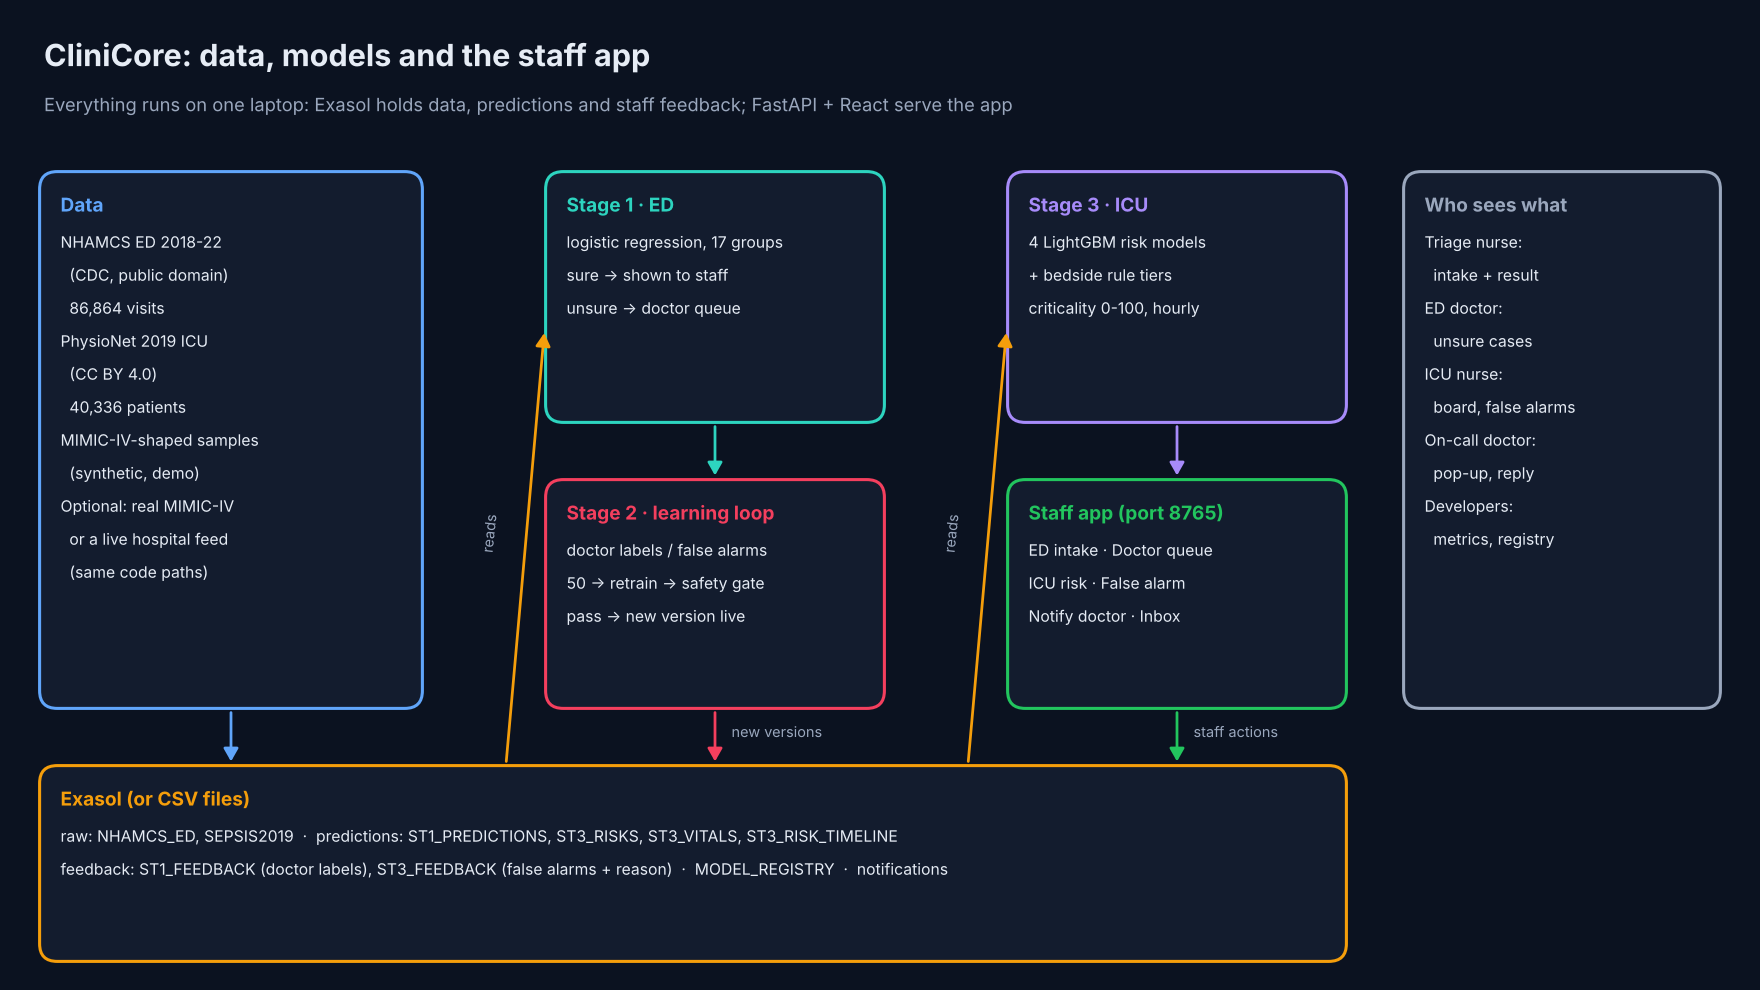 CliniCore: data, models and the staff app
Everything runs on one laptop: Exasol holds data, predictions and staff feedback; FastAPI + React serve the app
Data
NHAMCS ED 2018-22
(CDC, public domain)
86,864 visits
PhysioNet 2019 ICU
(CC BY 4.0)
40,336 patients
MIMIC-IV-shaped samples
(synthetic, demo)
Optional: real MIMIC-IV
or a live hospital feed
(same code paths)
reads
Stage 1 · ED
logistic regression, 17 groups
sure → shown to staff
unsure → doctor queue
Stage 2 · learning loop
doctor labels / false alarms
50 → retrain → safety gate
pass → new version live
new versions
reads
Stage 3 · ICU
4 LightGBM risk models
+ bedside rule tiers
criticality 0-100, hourly
Staff app (port 8765)
ED intake · Doctor queue
ICU risk · False alarm
Notify doctor · Inbox
staff actions
Who sees what
Triage nurse:
intake + result
ED doctor:
unsure cases
ICU nurse:
board, false alarms
On-call doctor:
pop-up, reply
Developers:
metrics, registry
Exasol (or CSV files)
raw: NHAMCS_ED, SEPSIS2019 · predictions: ST1_PREDICTIONS, ST3_RISKS, ST3_VITALS, ST3_RISK_TIMELINE
feedback: ST1_FEEDBACK (doctor labels), ST3_FEEDBACK (false alarms + reason) · MODEL_REGISTRY · notifications